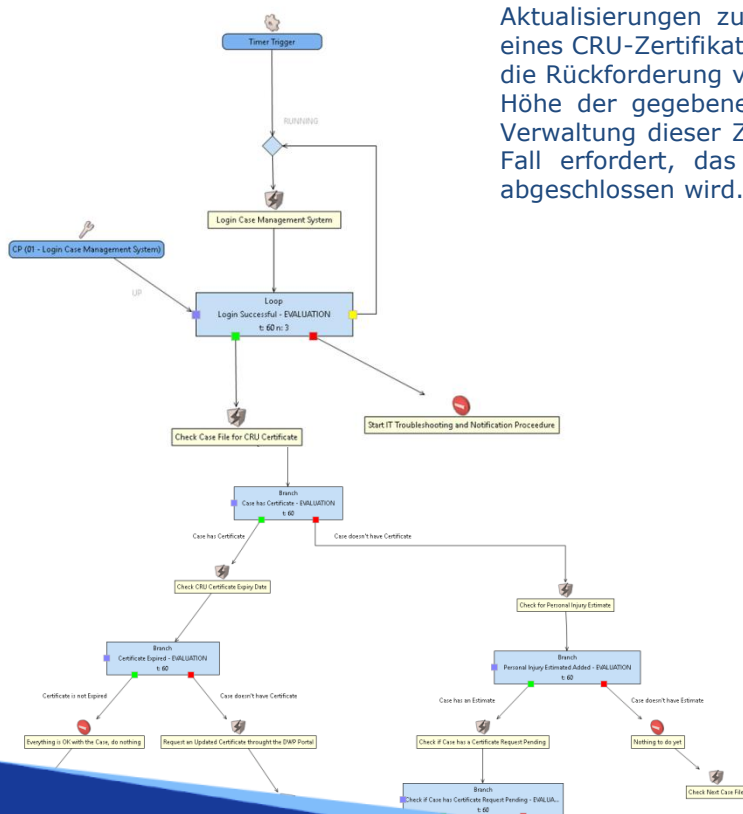 Aktualisierungen zu
eines CRU-Zertifikat
die Rückforderung v
Höhe der gegebene
Verwaltung dieser Z
Fall erfordert, das
abgeschlossen wird.
Timer Trigger
RUNNING
Login Case Management System
CP (01 - Login Case Management System)
UP
Loop
Login Successful - EVALUATION
t: 60 n: 3
Check Case File for CRU Certificate
Start IT Troubleshooting and Notification Proceedure
Branch
Case has Certificate - EVALUATION
t: 60
Case has Certificate
Case doesn't have Certificate
Check CRU Certificate Expiry Date
Check for Personal Injury Estimate
Branch
Certificate Expired - EVALUATION
t: 60
Branch
Personal Injury Estimated Added - EVALUATION
t: 60
Certificate is not Expired
Case doesn't have Certificate
Case has an Estimate
Case doesn't have Estimate
Everything is OK with the Case, do nothing
Request an Updated Certificate throught the DWP Portal
Check if Case has a Certificate Request Pending
Nothing to do yet
Check Next Case File
Branch
Check if Case has Certificate Request Pending - EVALUA...
t: 60